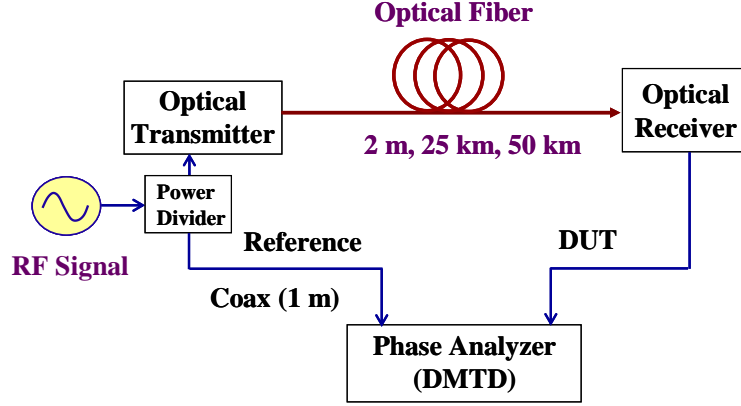 Optical Fiber
Optical
Transmitter
2 m, 25 km, 50 km
Optical
Receiver
Power
Divider
RF Signal
Reference
Coax (1 m)
DUT
Phase Analyzer
(DMTD)